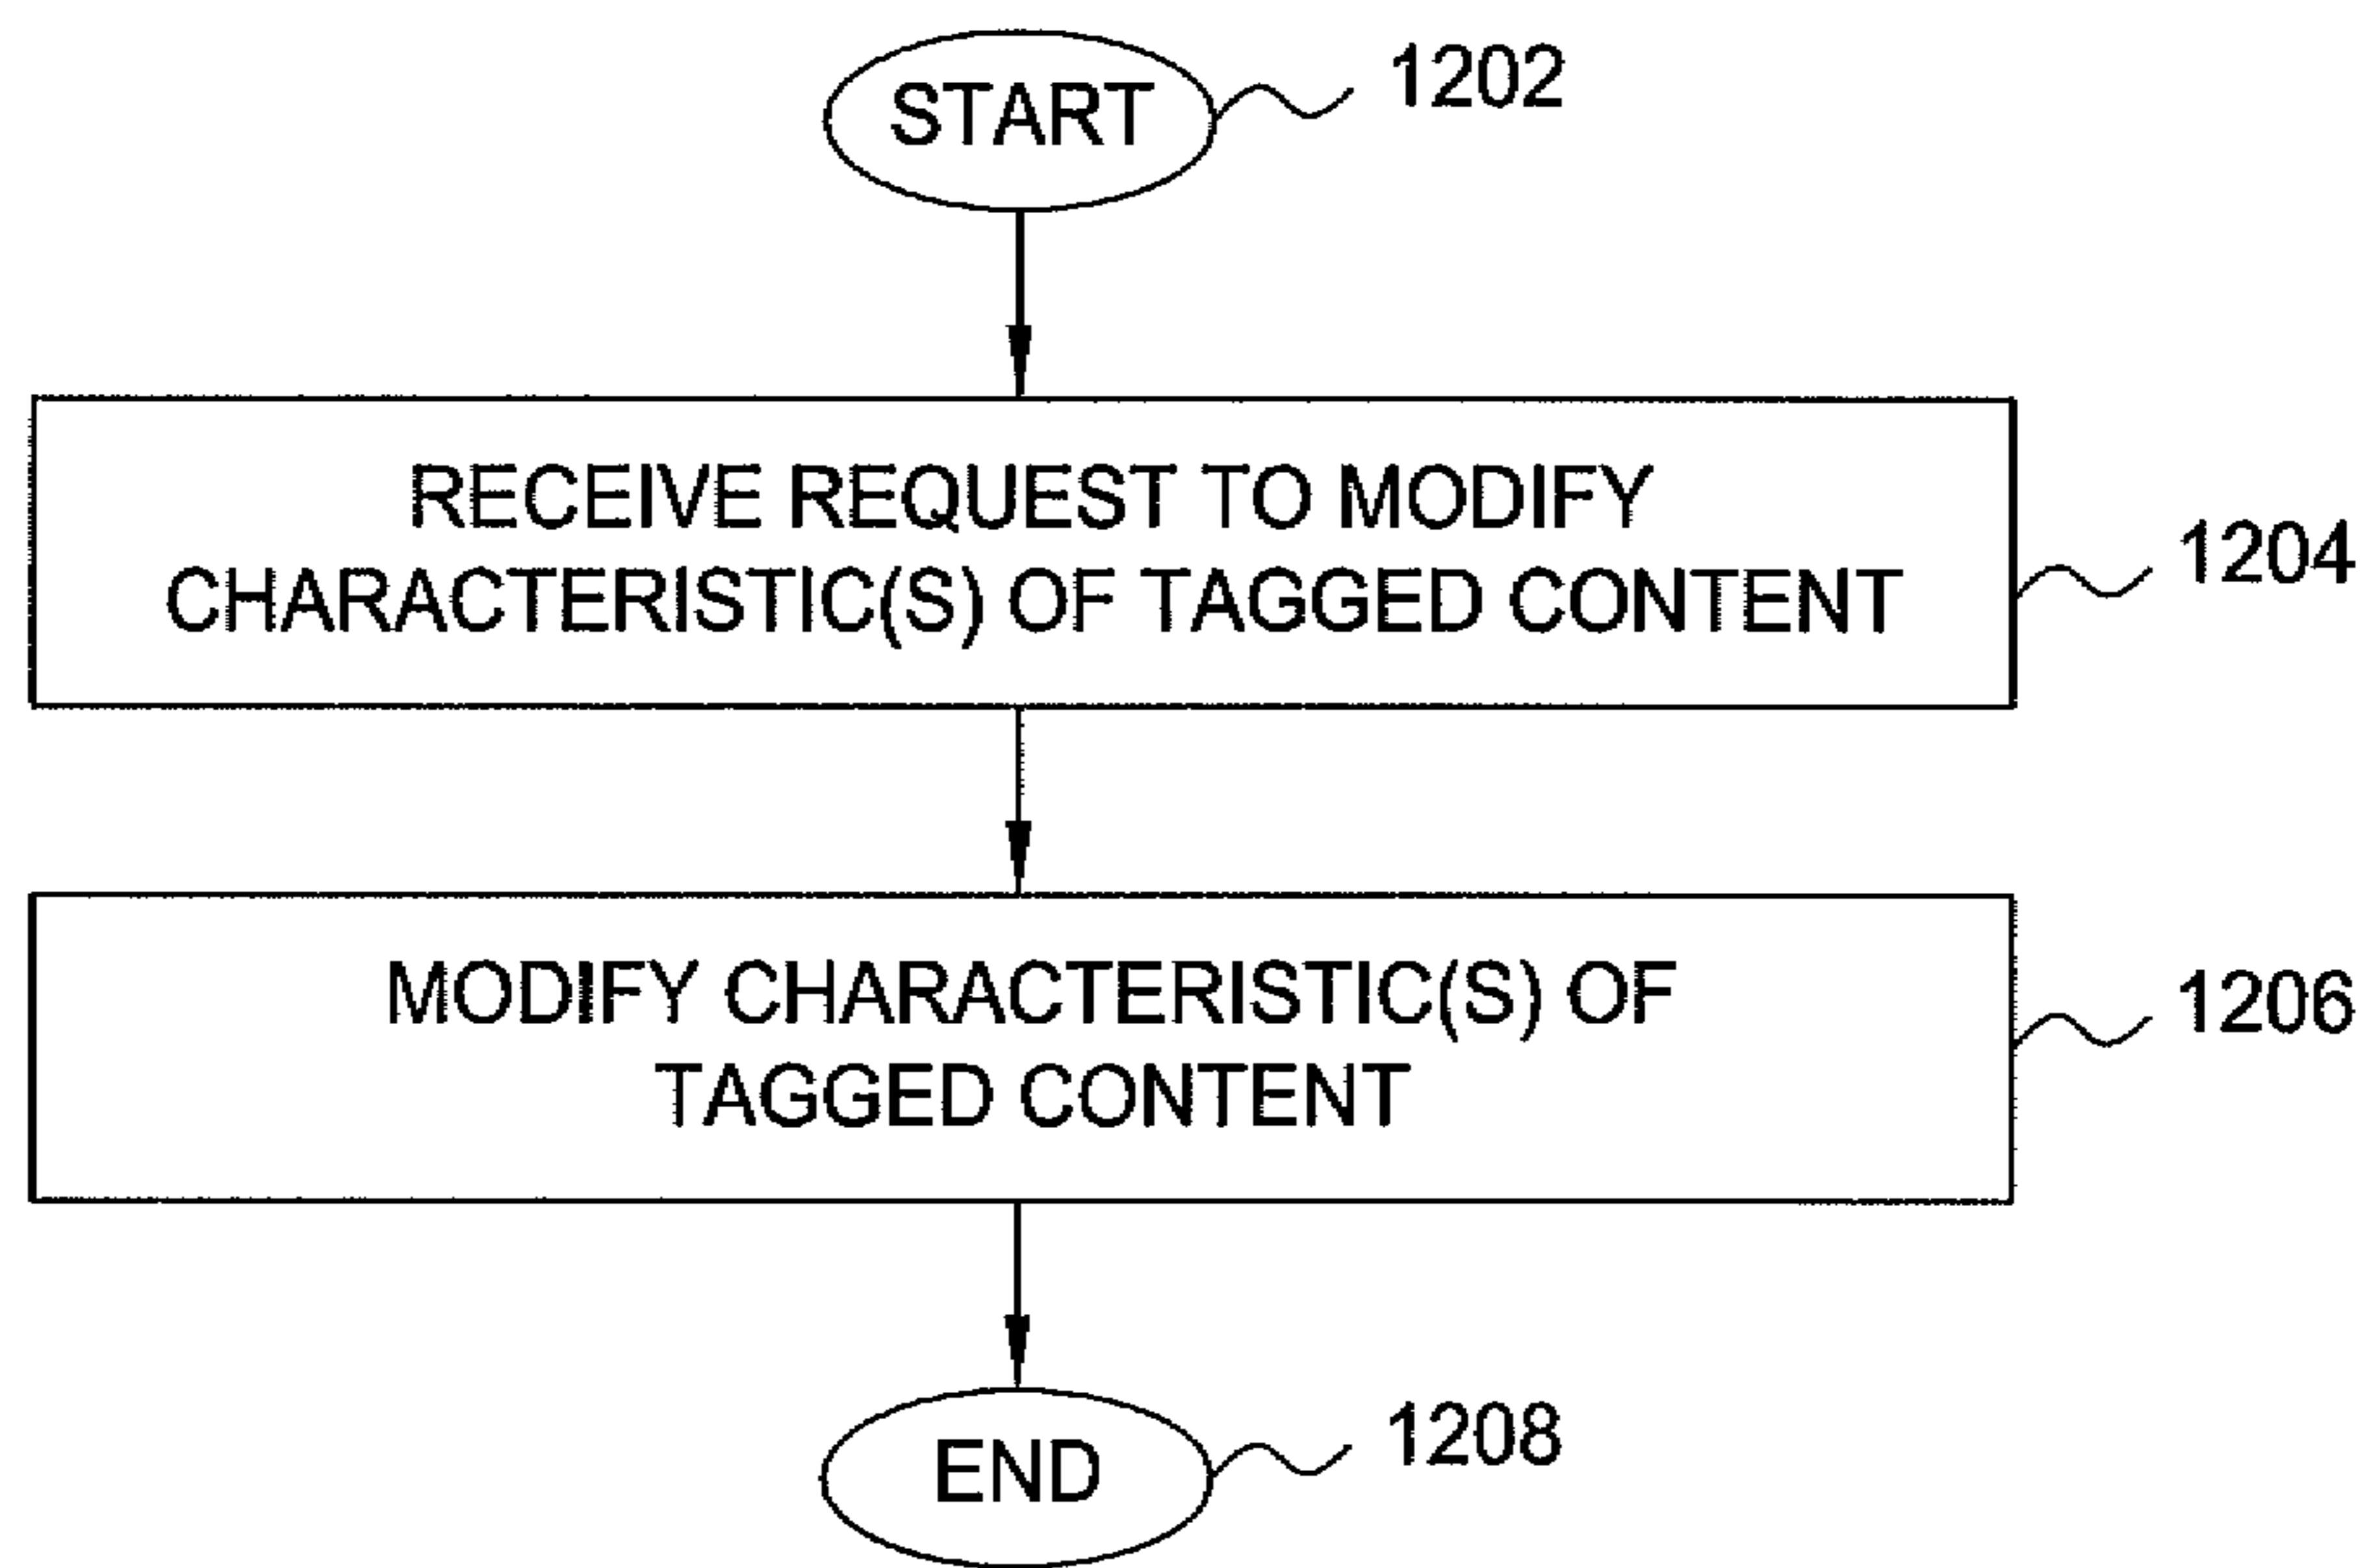 START
1202
RECEIVE REQUEST TO MODIFY
CHARACTERISTIC(S) OF TAGGED CONTENT
1204
MODIFY CHARACTERISTIC(S) OF
TAGGED CONTENT
1206
END
1208